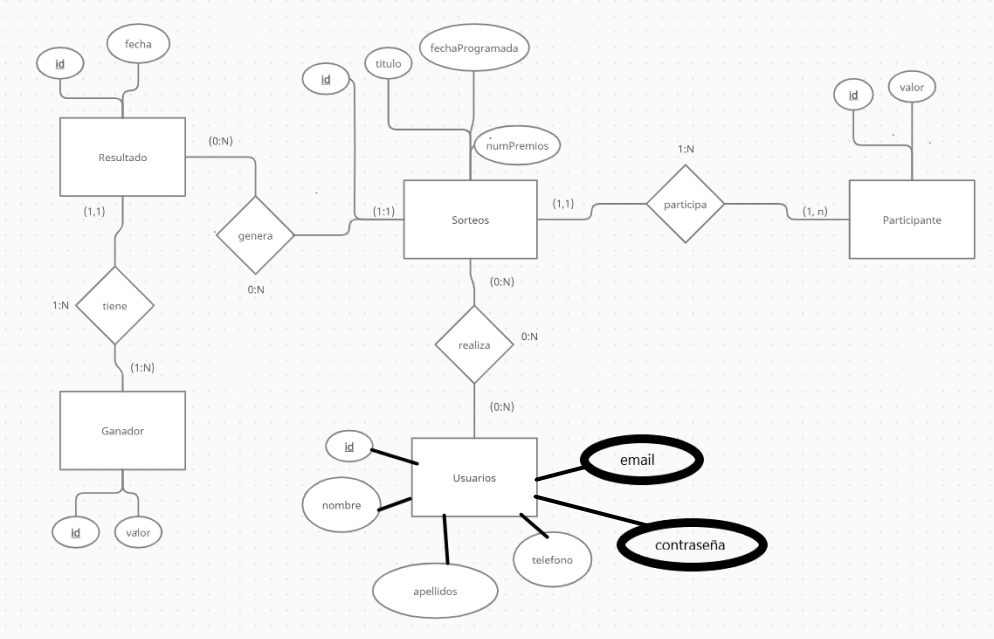 fecha
id
Resultado
(0:N)
(1,1)
genera
0:N
1:N
tiene
(1:N)
Ganador
id
valor
id
titulo
fechaProgramada
numPremios
(1:1)
Sorteos
(1,1)
1:N
participa
(1, n)
id
valor
Participante
(0:N)
realiza
0:N
(0:N)
id
Usuarios
email
nombre
contraseña
telefono
apellidos